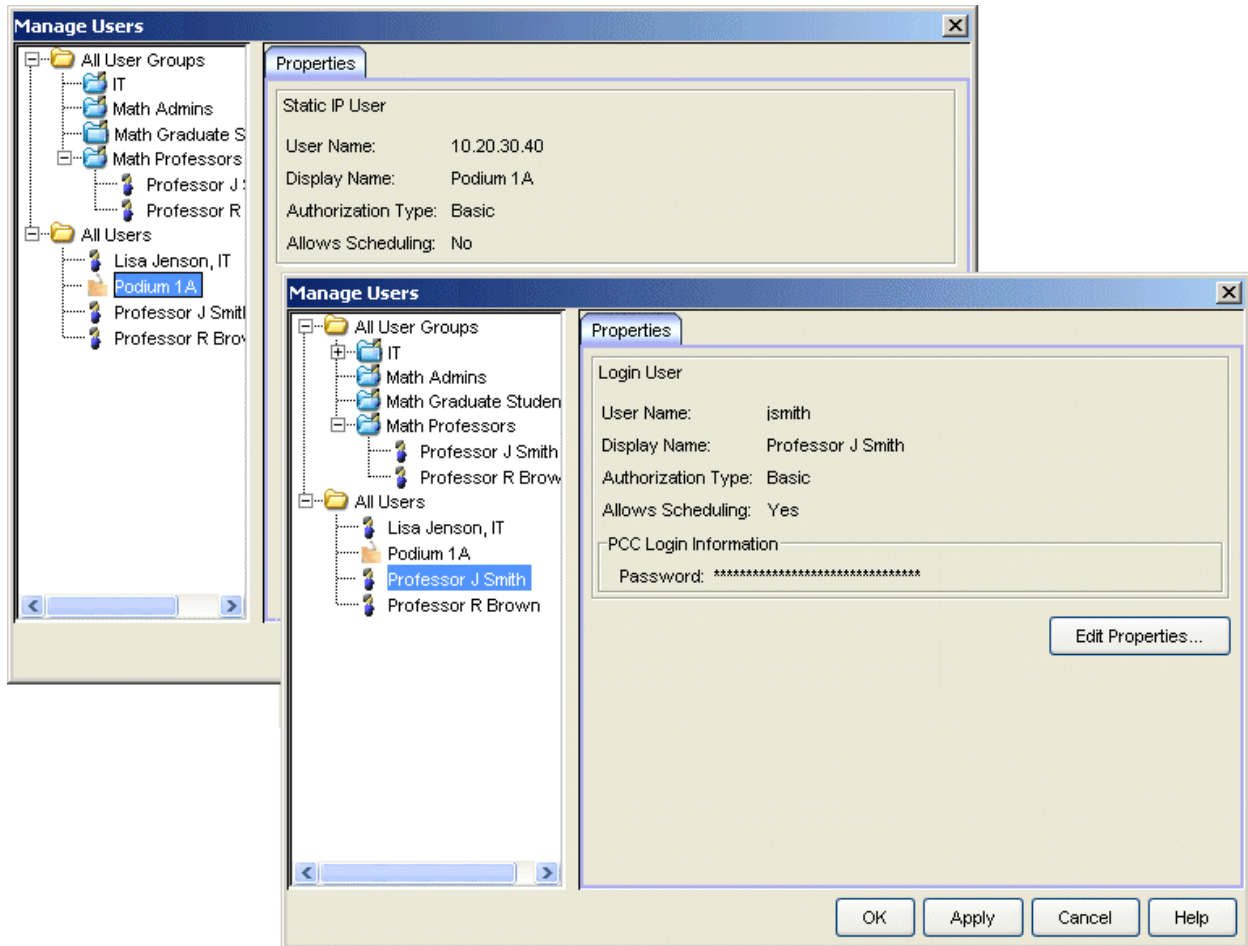 Manage Users
All User Groups
IT
Math Admins
Math Graduate S
Math Professors
Professor J
Professor R
All Users
Lisa Jenson, IT
Podium 1A
Professor J Smitl
Professor R Brov
Properties
Static IP User
User Name: 10.20.30.40
Display Name: Podium 1A
Authorization Type: Basic
Allows Scheduling: No
Manage Users
All User Groups
IT
Math Admins
Math Graduate Studen
Math Professors
Professor J Smith
Professor R Brow
All Users
Lisa Jenson, IT
Podium 1A
Professor J Smith
Professor R Brown
Properties
Login User
User Name: jsmith
Display Name: Professor J Smith
Authorization Type: Basic
Allows Scheduling: Yes
PCC Login Information
Password: ********************************
Edit Properties...
OK Apply Cancel Help